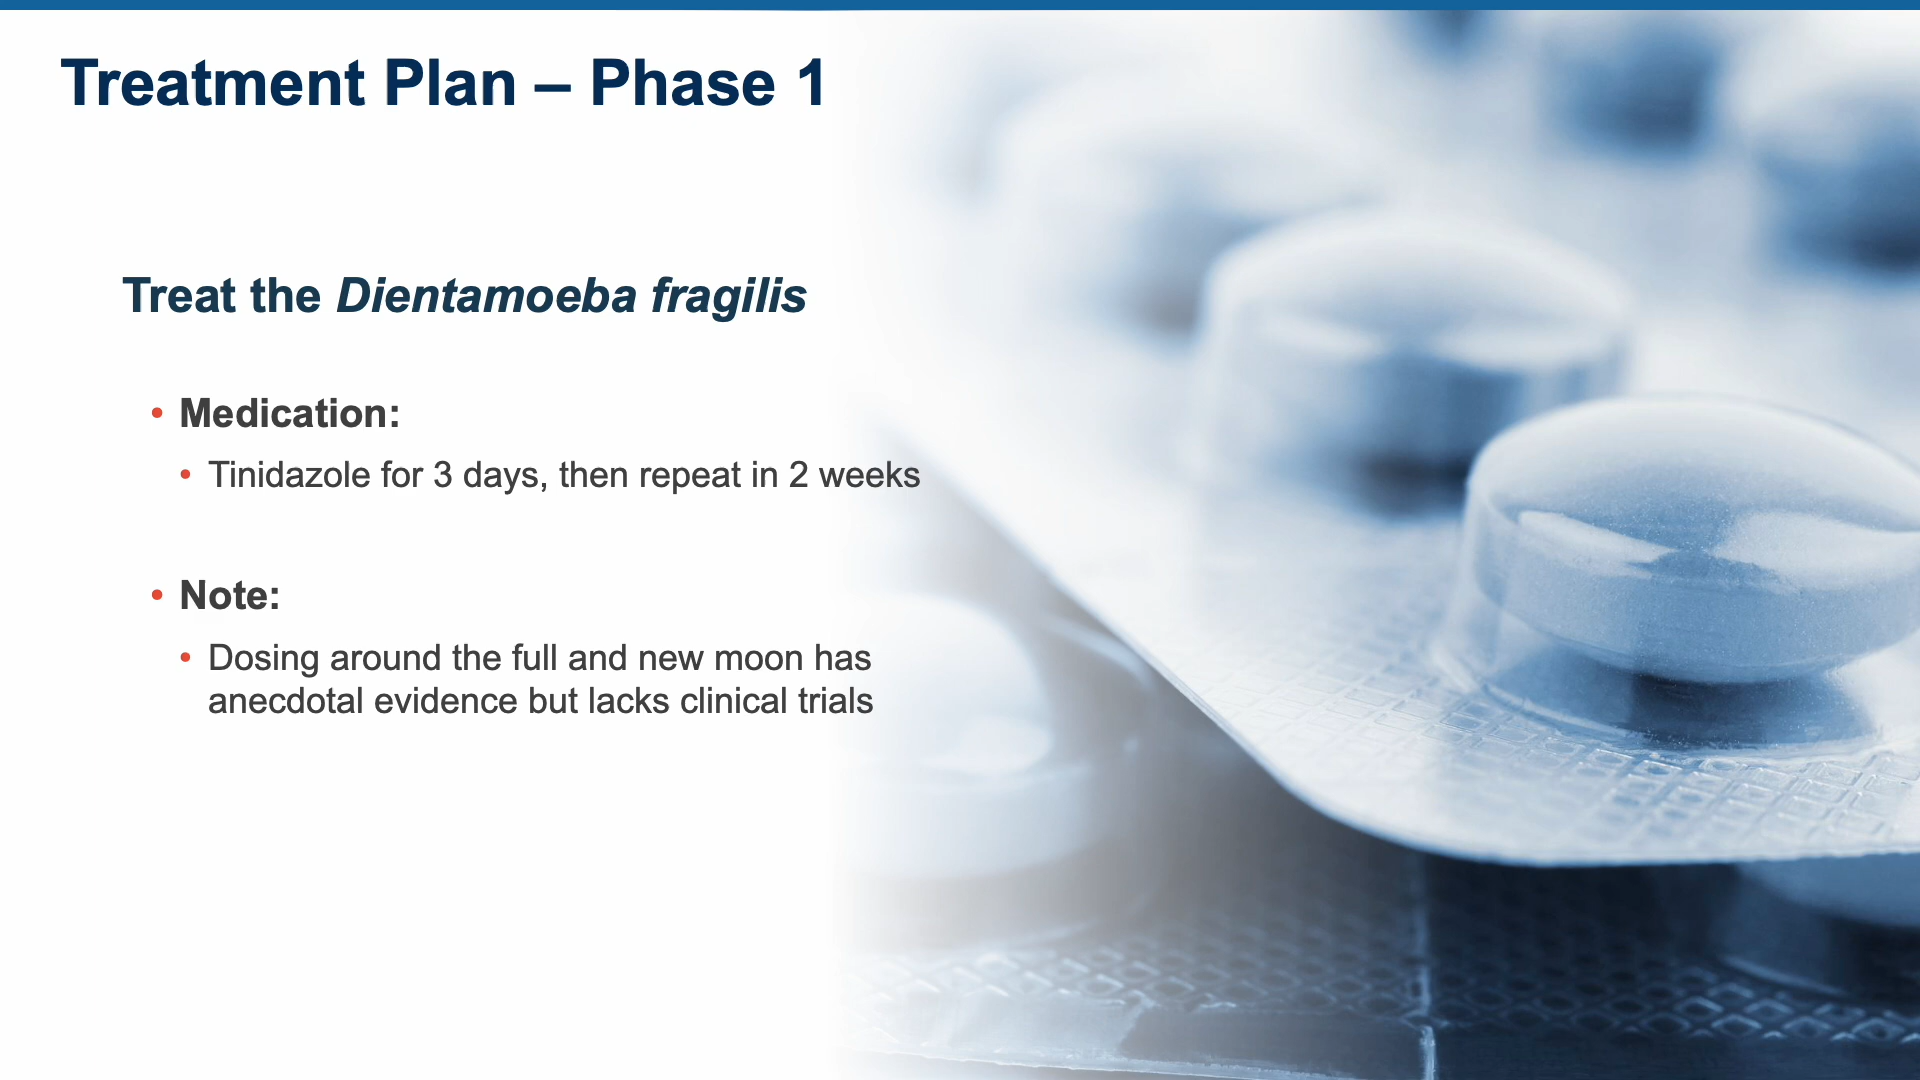 Treatment Plan – Phase 1
Treat the Dientamoeba fragilis
• Medication:
• Tinidazole for 3 days, then repeat in 2 weeks
• Note:
• Dosing around the full and new moon has
anecdotal evidence but lacks clinical trials